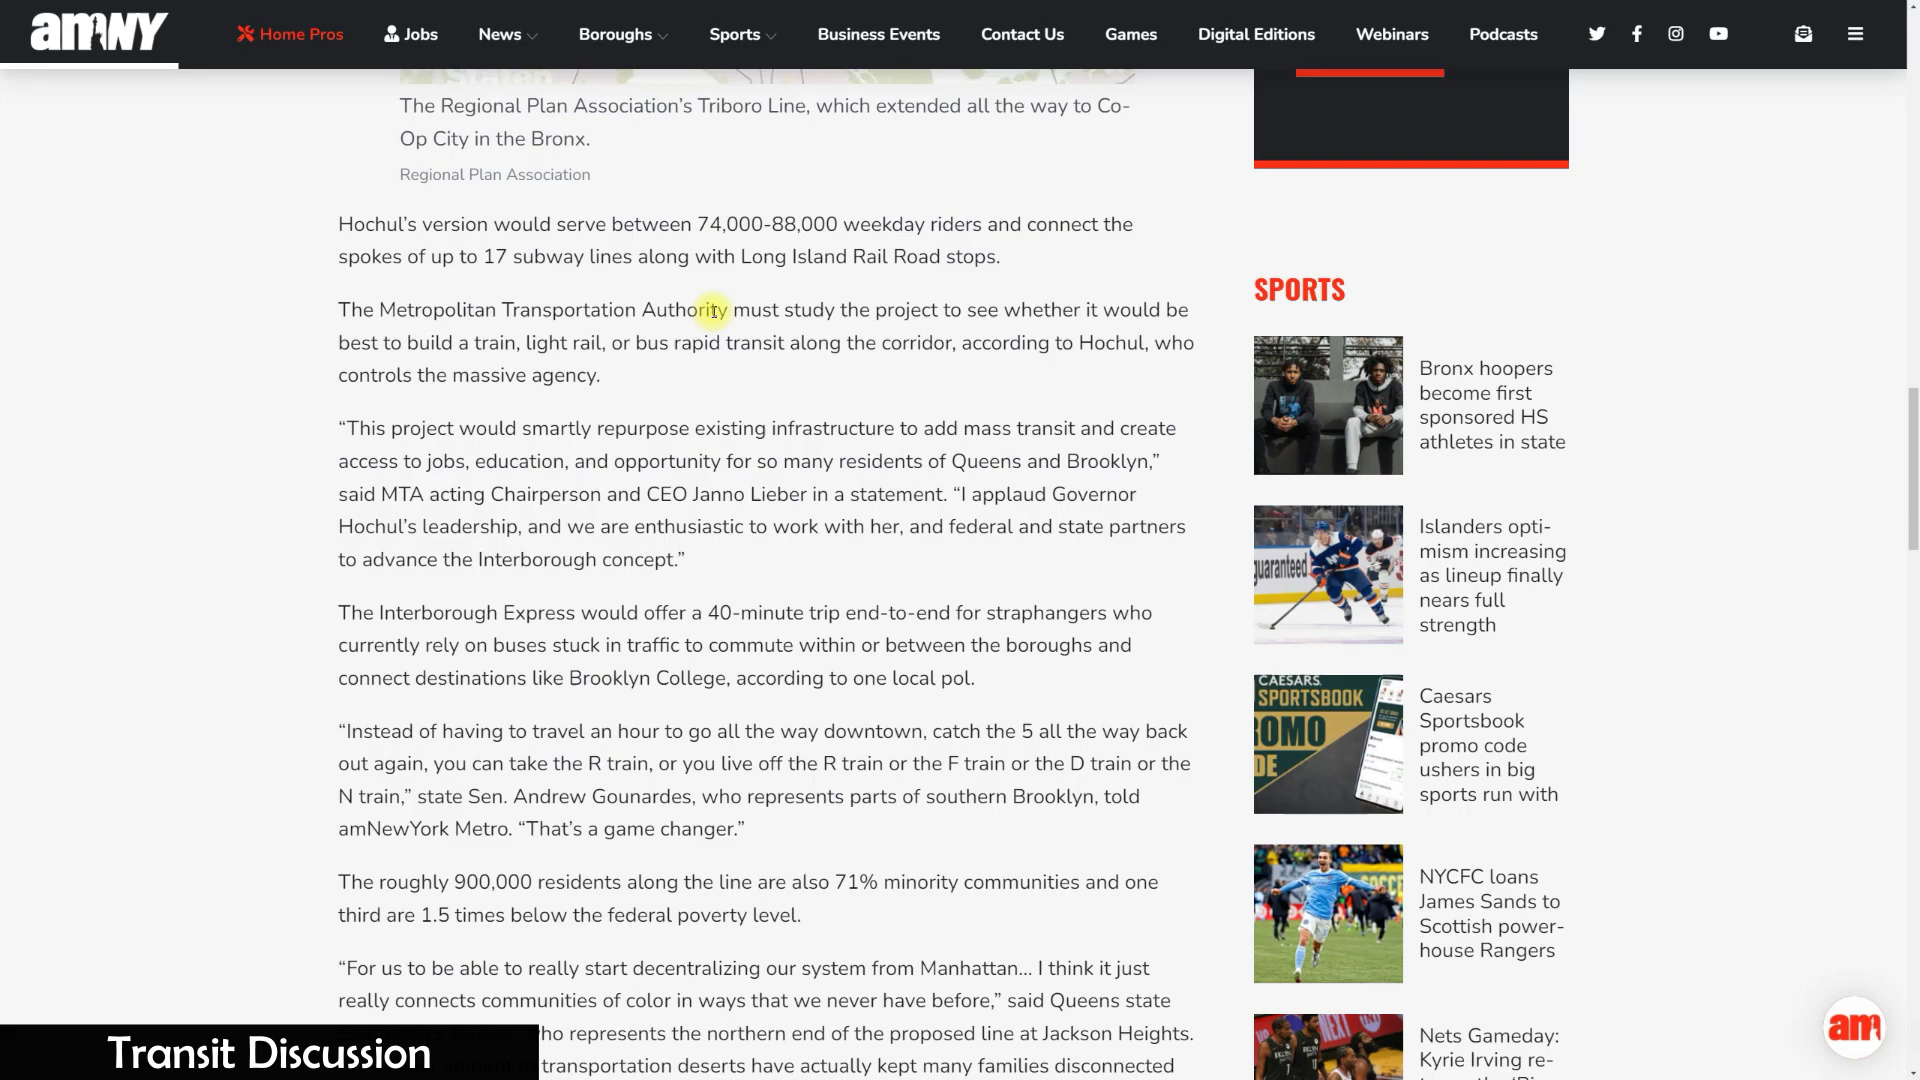 amNY
Home Pros
Jobs
News
Boroughs
Sports
Business Events
Contact Us
Games
Digital Editions
Webinars
Podcasts
Staten
The Regional Plan Association's Triboro Line, which extended all the way to Co-
Op City in the Bronx.
Regional Plan Association
Hochul's version would serve between 74,000-88,000 weekday riders and connect the
spokes of up to 17 subway lines along with Long Island Rail Road stops.
The Metropolitan Transportation Authority must study the project to see whether it would be
best to build a train, light rail, or bus rapid transit along the corridor, according to Hochul, who
controls the massive agency.
“This project would smartly repurpose existing infrastructure to add mass transit and create
access to jobs, education, and opportunity for so many residents of Queens and Brooklyn,”
said MTA acting Chairperson and CEO Janno Lieber in a statement. “I applaud Governor
Hochul's leadership, and we are enthusiastic to work with her, and federal and state partners
to advance the Interborough concept.”
The Interborough Express would offer a 40-minute trip end-to-end for straphangers who
currently rely on buses stuck in traffic to commute within or between the boroughs and
connect destinations like Brooklyn College, according to one local pol.
“Instead of having to travel an hour to go all the way downtown, catch the 5 all the way back
out again, you can take the R train, or you live off the R train or the F train or the D train or the
N train,” state Sen. Andrew Gounardes, who represents parts of southern Brooklyn, told
amNewYork Metro. “That's a game changer.”
The roughly 900,000 residents along the line are also 71% minority communities and one
third are 1.5 times below the federal poverty level.
“For us to be able to really start decentralizing our system from Manhattan... I think it just
really connects communities of color in ways that we never have before,” said Queens state
who represents the northern end of the proposed line at Jackson Heights.
transportation deserts have actually kept many families disconnected
SPORTS
Bronx hoopers
become first
sponsored HS
athletes in state
guaranteed
Islanders opti-
mism increasing
as lineup finally
nears full
strength
CAESARS
SPORTSBOOK
Caesars
Sportsbook
promo code
ushers in big
sports run with
NYCFC loans
James Sands to
Scottish power-
house Rangers
Nets Gameday:
Kyrie Irving re-
am
Transit Discussion